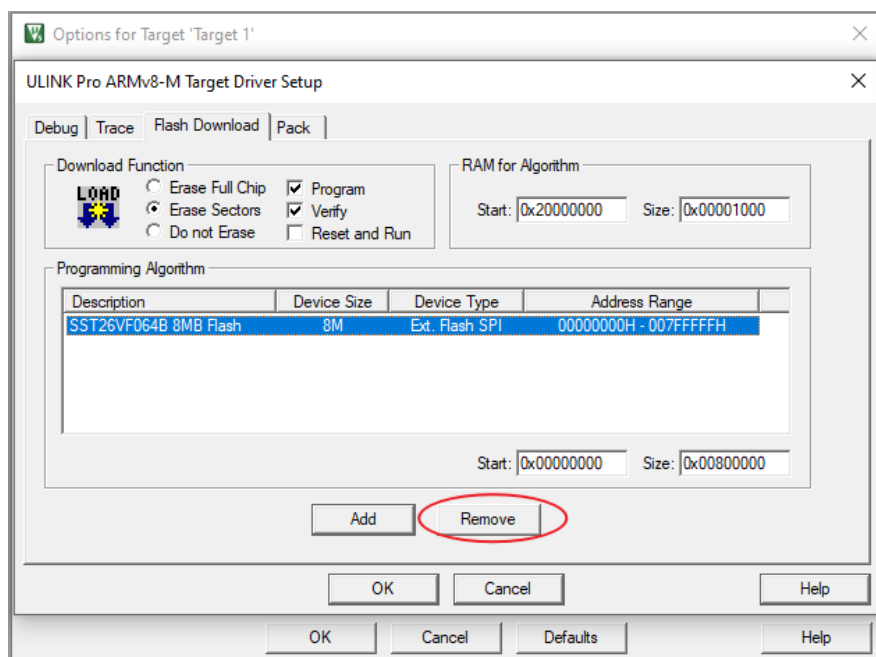 Options for Target 'Target 1'
ULINK Pro ARMv8-M Target Driver Setup
Debug Trace Flash Download Pack
Download Function
LOAD
Erase Full Chip Program
Erase Sectors Verify
Do not Erase Reset and Run
RAM for Algorithm
Start: 0x20000000 Size: 0x00001000
Programming Algorithm
Description Device Size Device Type Address Range
SST26VF064B 8MB Flash 8M Ext. Flash SPI 00000000H - 007FFFFFH
Start: 0x00000000 Size: 0x00800000
Add Remove
OK Cancel Help
OK Cancel Defaults Help